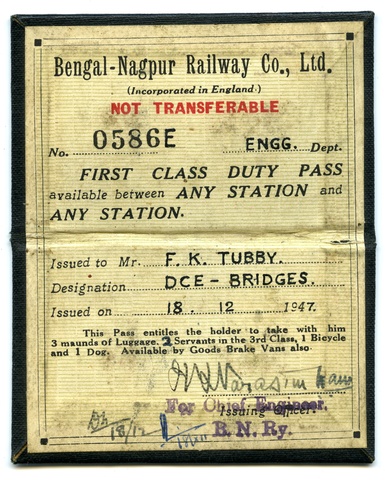 Bengal-Nagpur Railway Co., Ltd.
(Incorporated in England.)
NOT TRANSFERABLE
No. 0586E ENGG. Dept.
FIRST CLASS DUTY PASS
available between ANY STATION and
ANY STATION.
Issued to Mr. F. K. TUBBY.
Designation DCE - BRIDGES.
Issued on 18. 12 1947.
This Pass entitles the holder to take with him
3 maunds of Luggage, 2 Servants in the 3rd Class, 1 Bicycle
and 1 Dog. Available by Goods Brake Vans also.
For Chief Engineer,
Issuing Officer.
B. N. Ry.
18/12